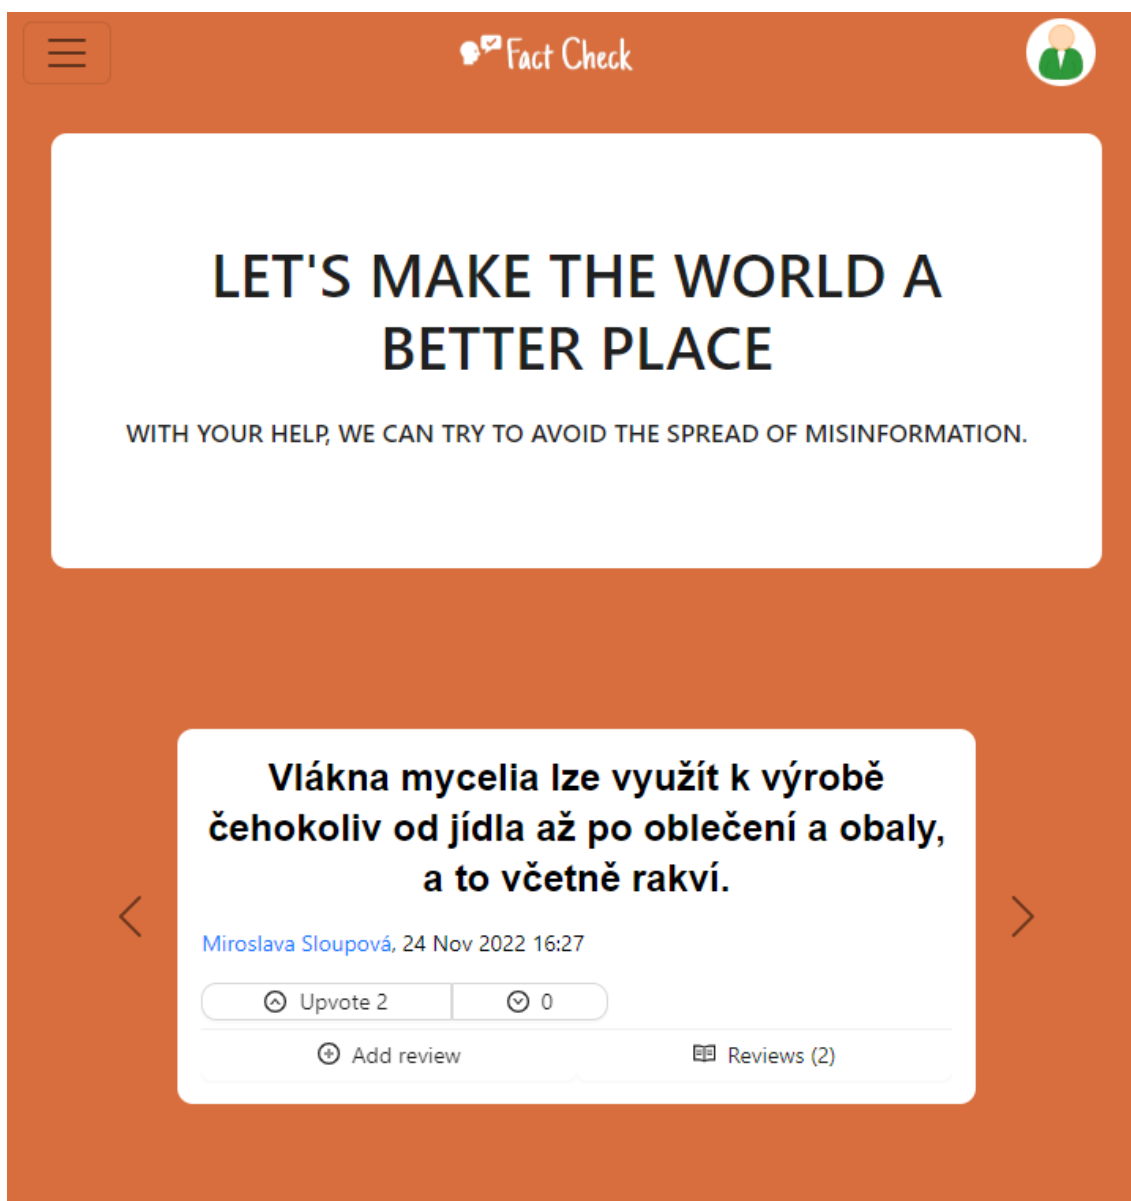 Fact Check
LET'S MAKE THE WORLD A
BETTER PLACE
WITH YOUR HELP, WE CAN TRY TO AVOID THE SPREAD OF MISINFORMATION.
Vlákna mycelia lze využít k výrobě
čehokoliv od jídla až po oblečení a obaly,
a to včetně rakví.
Miroslava Sloupová, 24 Nov 2022 16:27
Upvote 2 0
Add review Reviews (2)